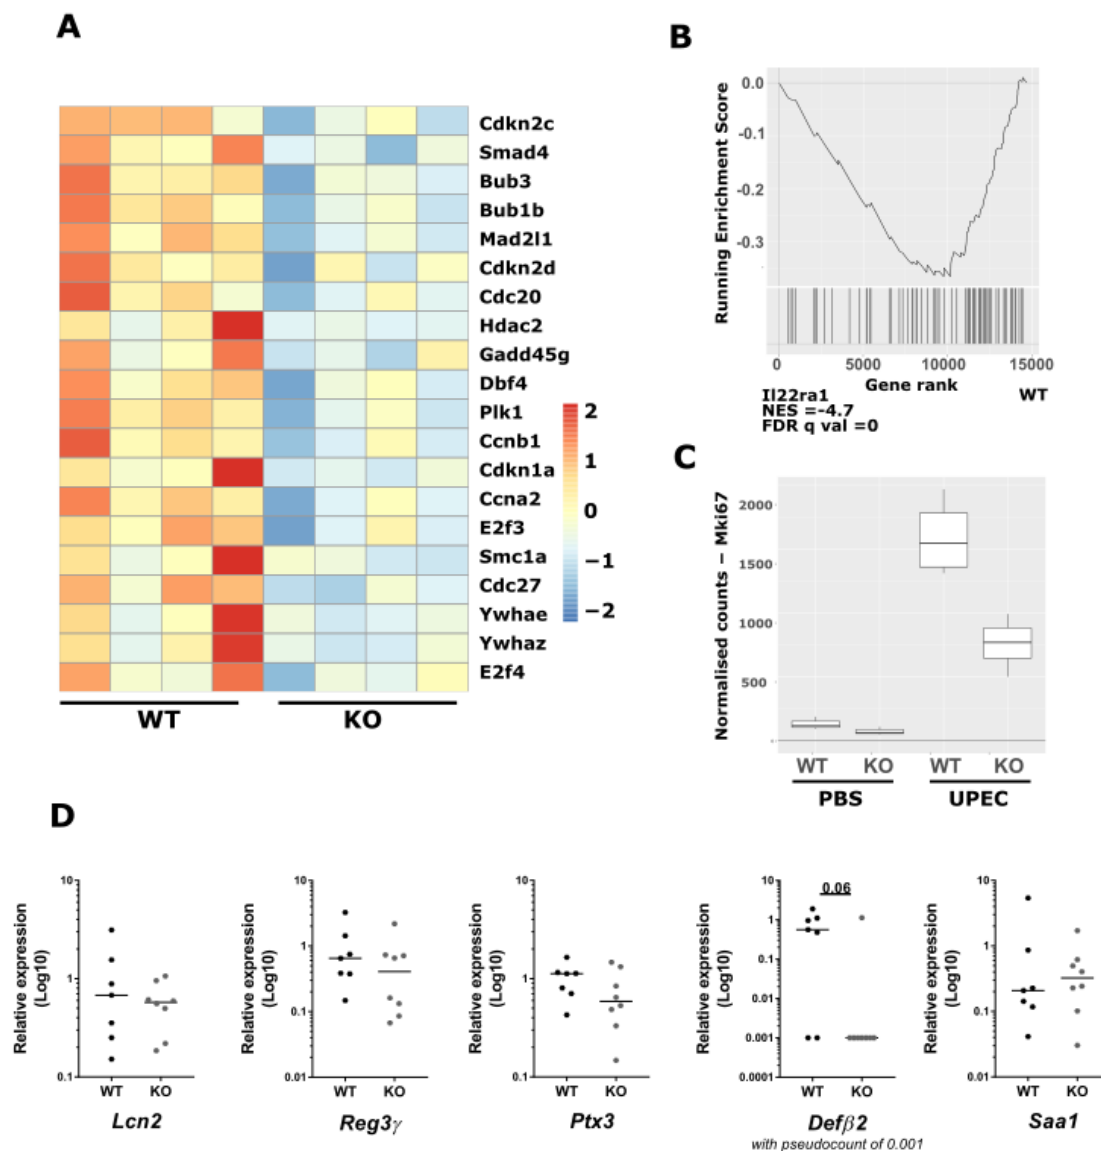 A
Cdkn2c
Smad4
Bub3
Bub1b
Mad2l1
Cdkn2d
Cdc20
Hdac2
Gadd45g
Dbf4
Plk1
Ccnb1
Cdkn1a
Ccna2
E2f3
Smc1a
Cdc27
Ywhae
Ywhaz
E2f4
2
1
0
−1
−2
WT KO
B
Running Enrichment Score
0.0
-0.1
-0.2
-0.3
0 5000 10000 15000
Gene rank
Il22ra1 WT
NES =-4.7
FDR q val =0
C
Normalised counts − Mki67
2000
1500
1000
500
WT KO WT KO
PBS UPEC
D
Relative expression
(Log10)
10
1
0.1
WT KO
Lcn2
Relative expression
(Log10)
10
1
0.1
0.01
WT KO
Reg3γ
Relative expression
(Log10)
10
1
0.1
WT KO
Ptx3
Relative expression
(Log10)
10
1
0.1
0.01
0.001
0.0001
0.06
WT KO
Defβ2
with pseudocount of 0.001
Relative expression
(Log10)
10
1
0.1
0.01
WT KO
Saa1